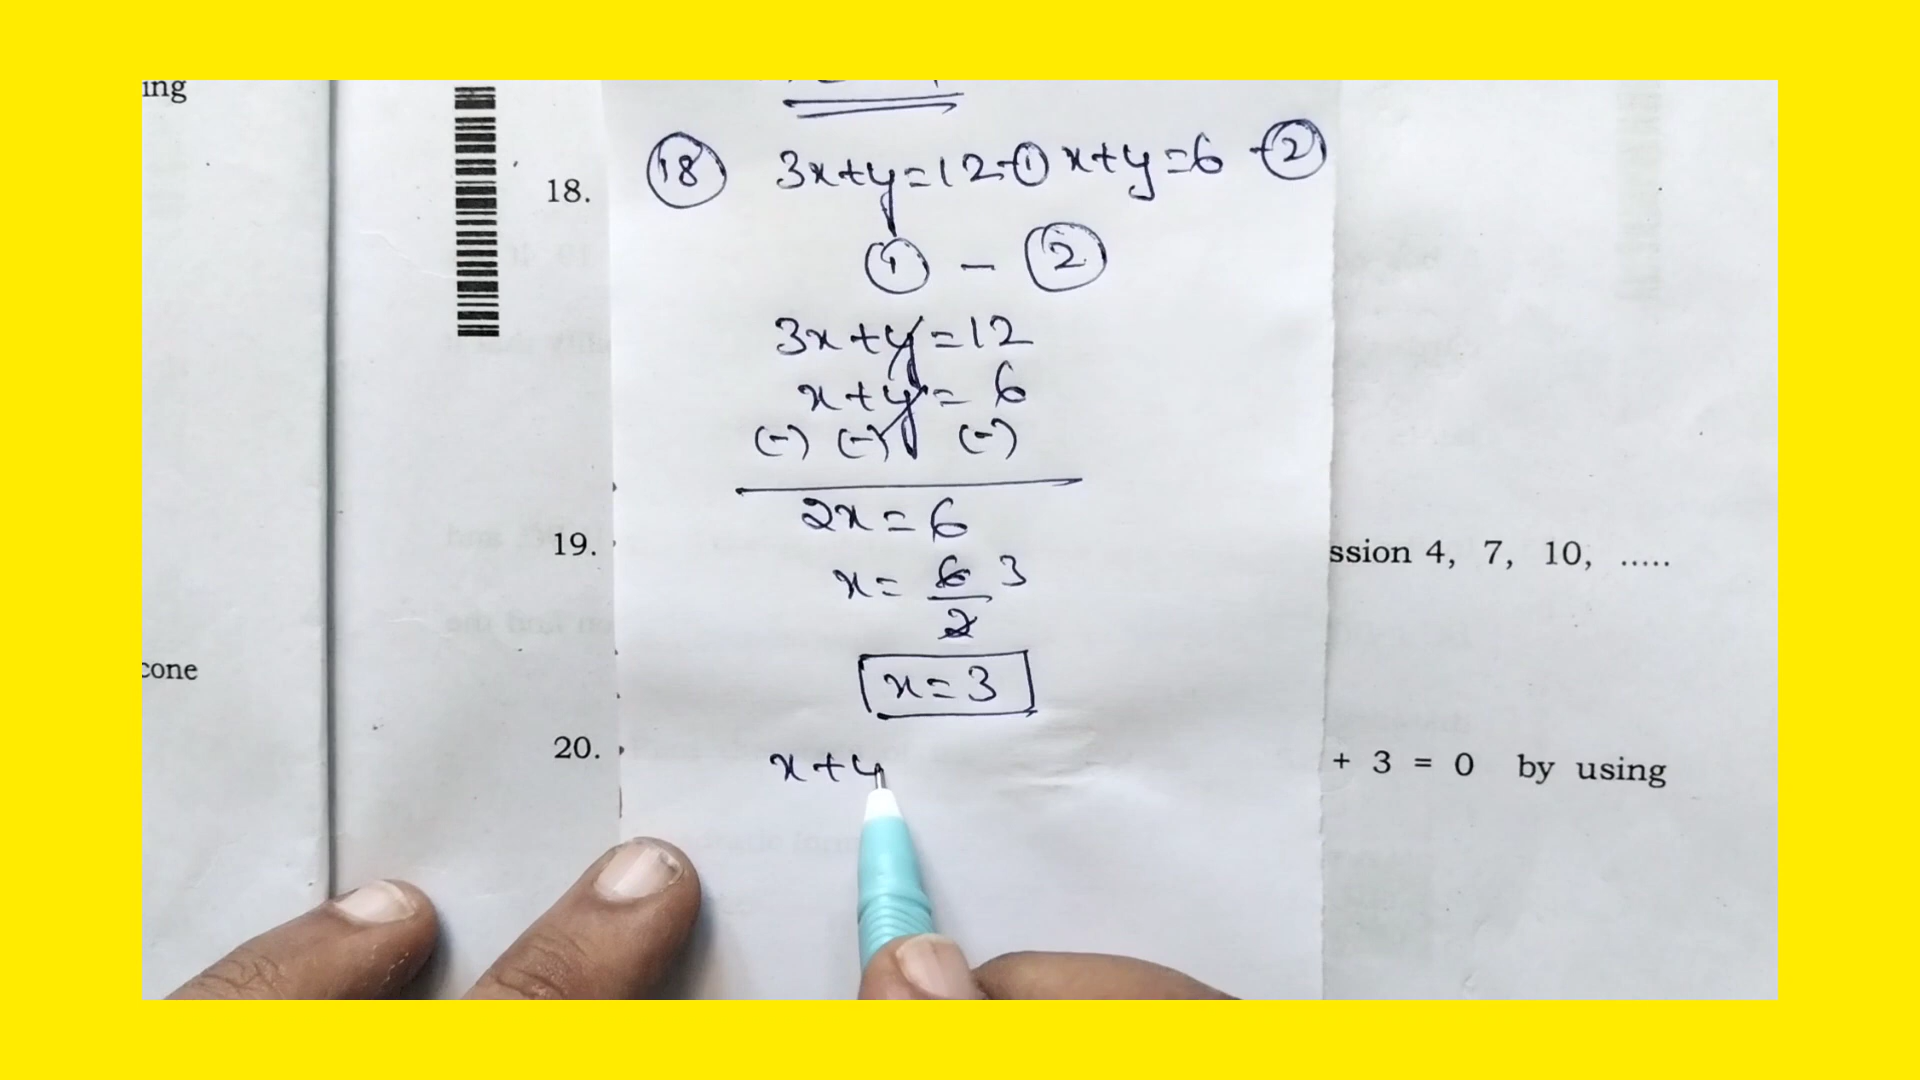 ing
18.
(18) 3x+y=12-(1) x+y=6 -(2)
(1) - (2)
3x+y=12
x+y= 6
(-) (-) (-)
2x=6
19.
x= 6/2 3
ssion 4, 7, 10, .....
cone
x=3
20.
x+y
+ 3 = 0 by using